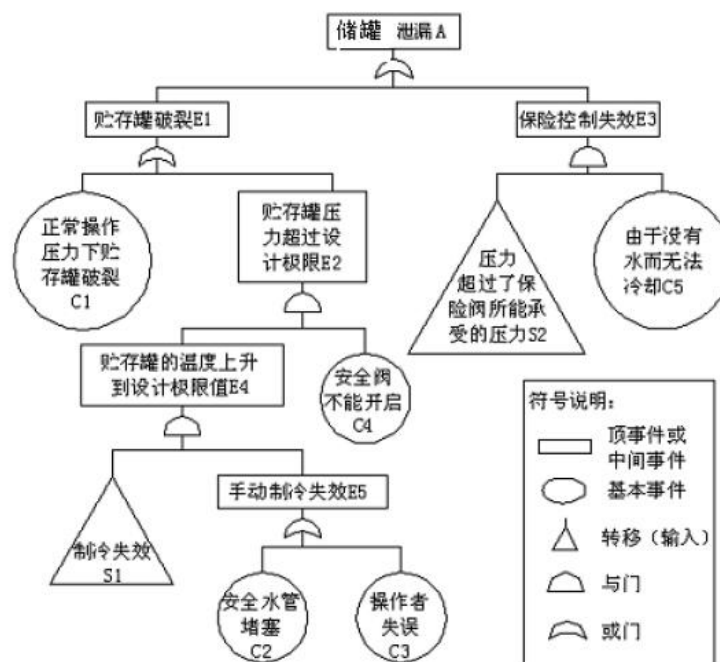 储罐 泄漏A
贮存罐破裂E1
保险控制失效E3
正常操作
压力下贮
存罐破裂
C1
贮存罐压
力超过设
计极限E2
压力
超过了保
险阀所能承
受的压力S2
由于没有
水而无法
冷却C5
贮存罐的温度上升
到设计极限值E4
安全阀
不能开启
C4
制冷失效
S1
手动制冷失效E5
安全水管
堵塞
C2
操作者
失误
C3
符号说明：
顶事件或
中间事件
基本事件
转移（输入）
与门
或门